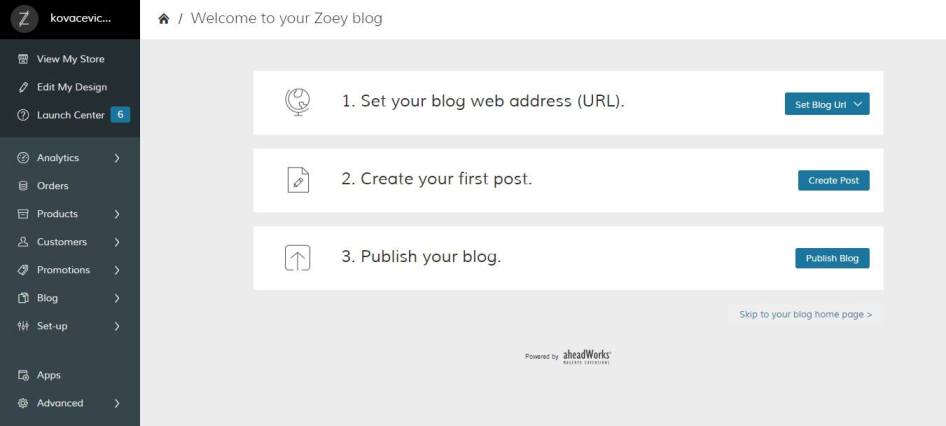 Z kovacevic...
/ Welcome to your Zoey blog
View My Store
Edit My Design
Launch Center 6
Analytics
Orders
Products
Customers
Promotions
Blog
Set-up
Apps
Advanced
1. Set your blog web address (URL).
Set Blog Url
2. Create your first post.
Create Post
3. Publish your blog.
Publish Blog
Skip to your blog home page >
Powered by aheadWorks
MAGENTO EXTENSIONS